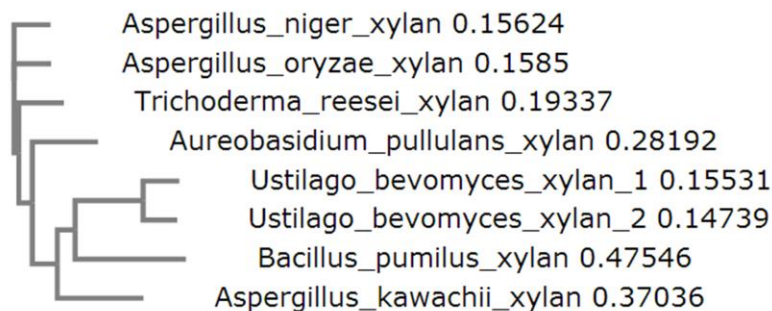 Aspergillus_niger_xylan 0.15624
Aspergillus_oryzae_xylan 0.1585
Trichoderma_reesei_xylan 0.19337
Aureobasidium_pullulans_xylan 0.28192
Ustilago_bevomyces_xylan_1 0.15531
Ustilago_bevomyces_xylan_2 0.14739
Bacillus_pumilus_xylan 0.47546
Aspergillus_kawachii_xylan 0.37036